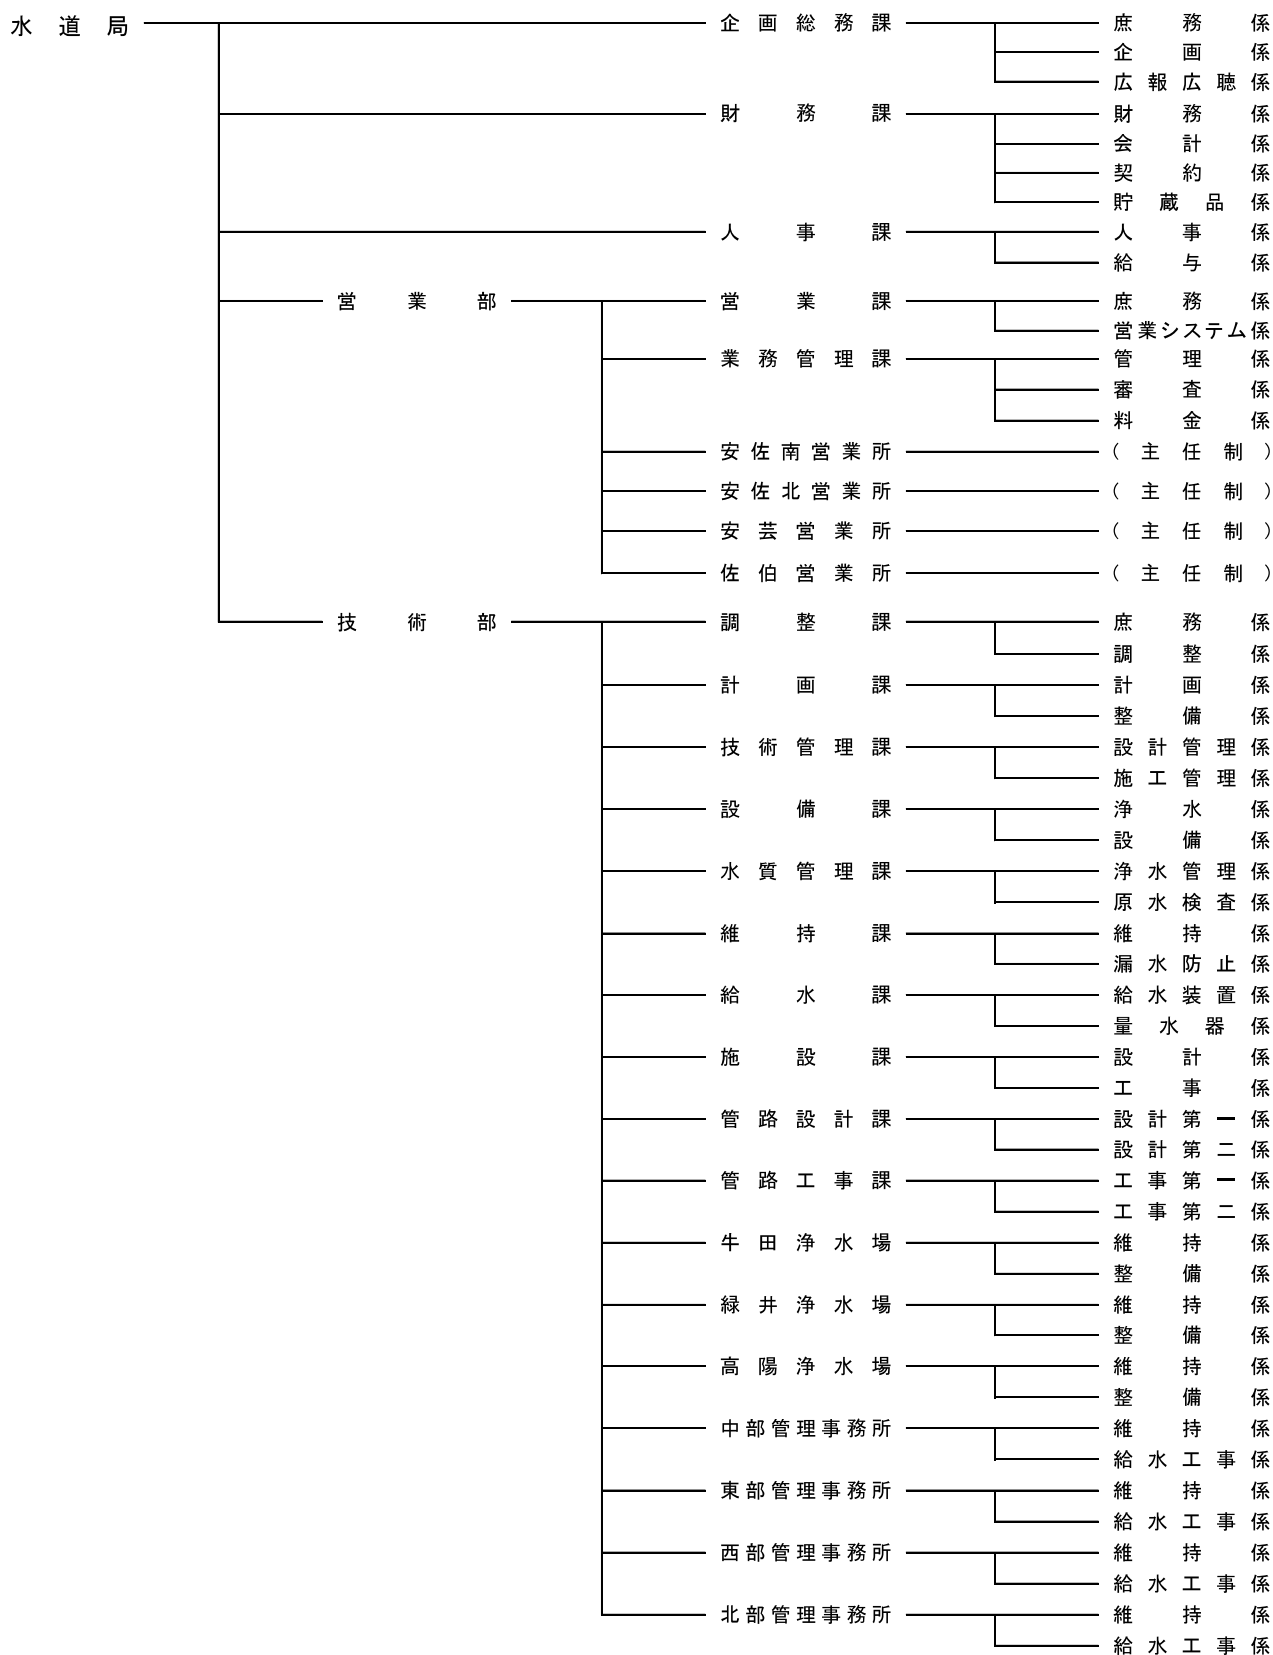 水道局 企画総務課 庶務係
企画係
広報広聴係
財務課 財務係
会計係
契約係
貯蔵品係
人事課 人事係
給与係
営業部 営業課 庶務係
営業システム係
業務管理課 管理係
審査係
料金係
安佐南営業所 (主任制)
安佐北営業所 (主任制)
安芸営業所 (主任制)
佐伯営業所 (主任制)
技術部 調整課 庶務係
調整係
計画課 計画係
整備係
技術管理課 設計管理係
施工管理係
設備課 浄水係
設備係
水質管理課 浄水管理係
原水検査係
維持課 維持係
漏水防止係
給水課 給水装置係
量水器係
施設課 設計係
工事係
管路設計課 設計第一係
設計第二係
管路工事課 工事第一係
工事第二係
牛田浄水場 維持係
整備係
緑井浄水場 維持係
整備係
高陽浄水場 維持係
整備係
中部管理事務所 維持係
給水工事係
東部管理事務所 維持係
給水工事係
西部管理事務所 維持係
給水工事係
北部管理事務所 維持係
給水工事係